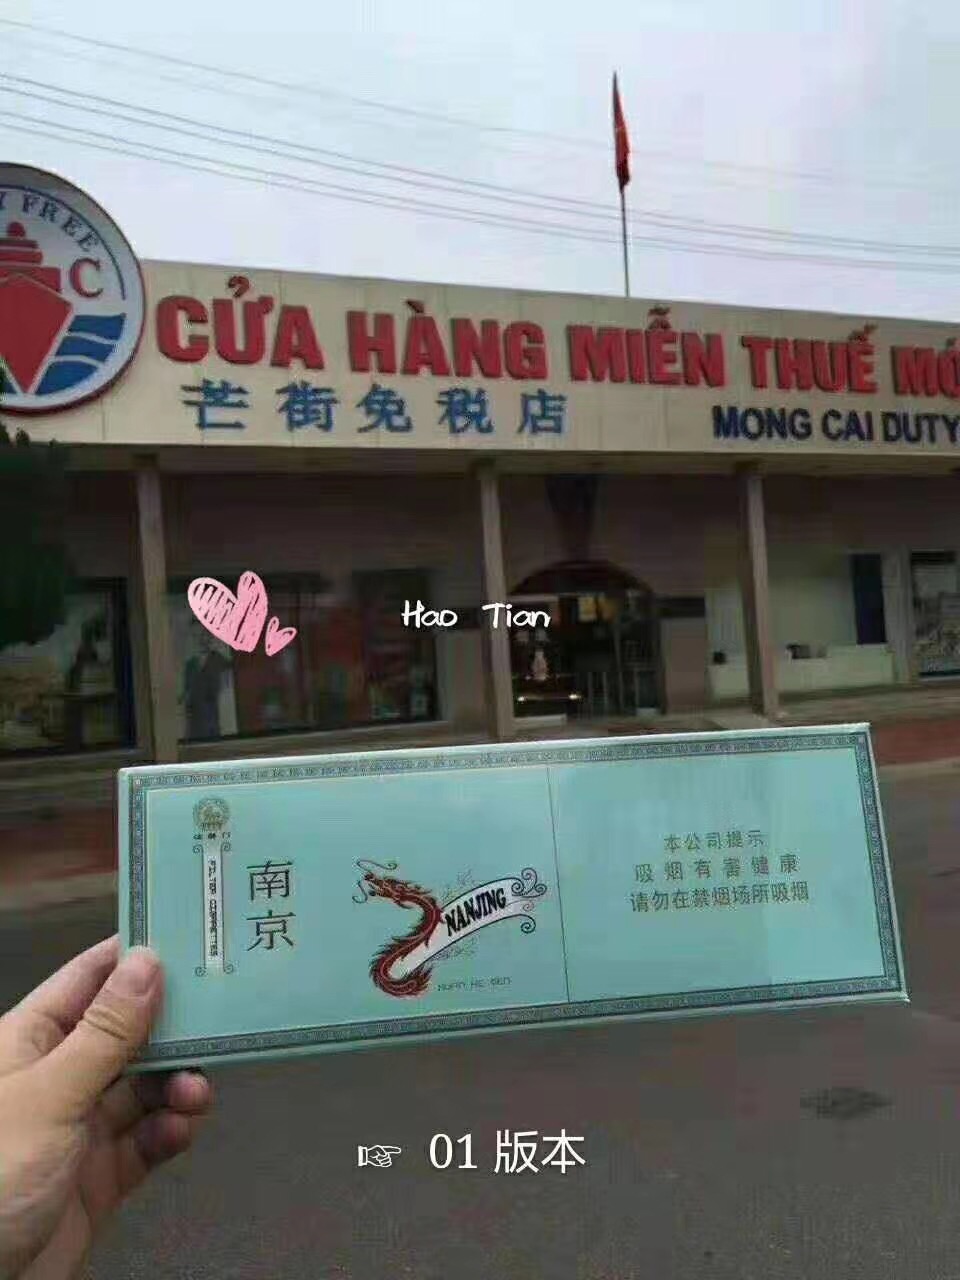 FREE
C
CỬA HÀNG MIỄN THUẾ MÓ
芒街免税店
MONG CAI DUTY
Hao Tian
南京
NANJING
本公司提示
吸烟有害健康
请勿在禁烟场所吸烟
☞ 01 版本